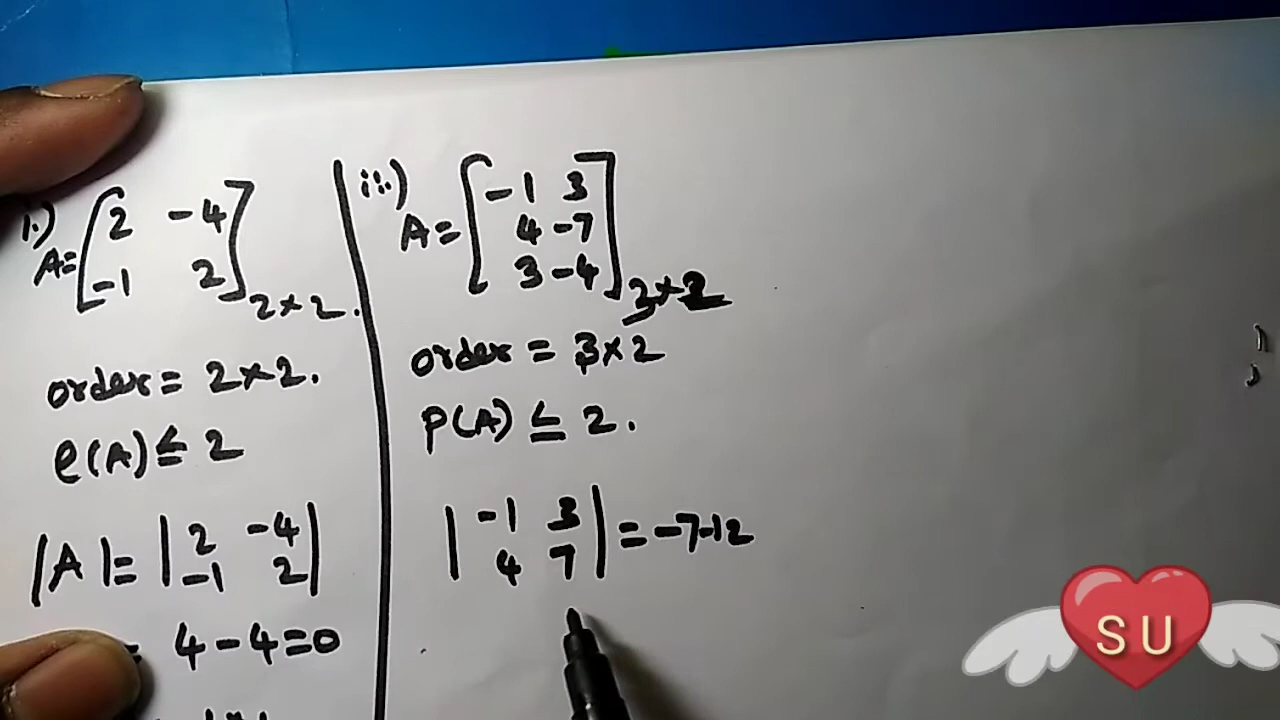 i.)
A= [ 2 -4
-1 2 ] 2×2.
order = 2×2.
ρ(A) ≤ 2
|A| = | 2 -4
-1 2 |
= 4-4=0
ii.)
A = [ -1 3
4 -7
3 -4 ] 3×2
order = 3×2
ρ(A) ≤ 2.
| -1 3
4 7 | = -7-12
SU